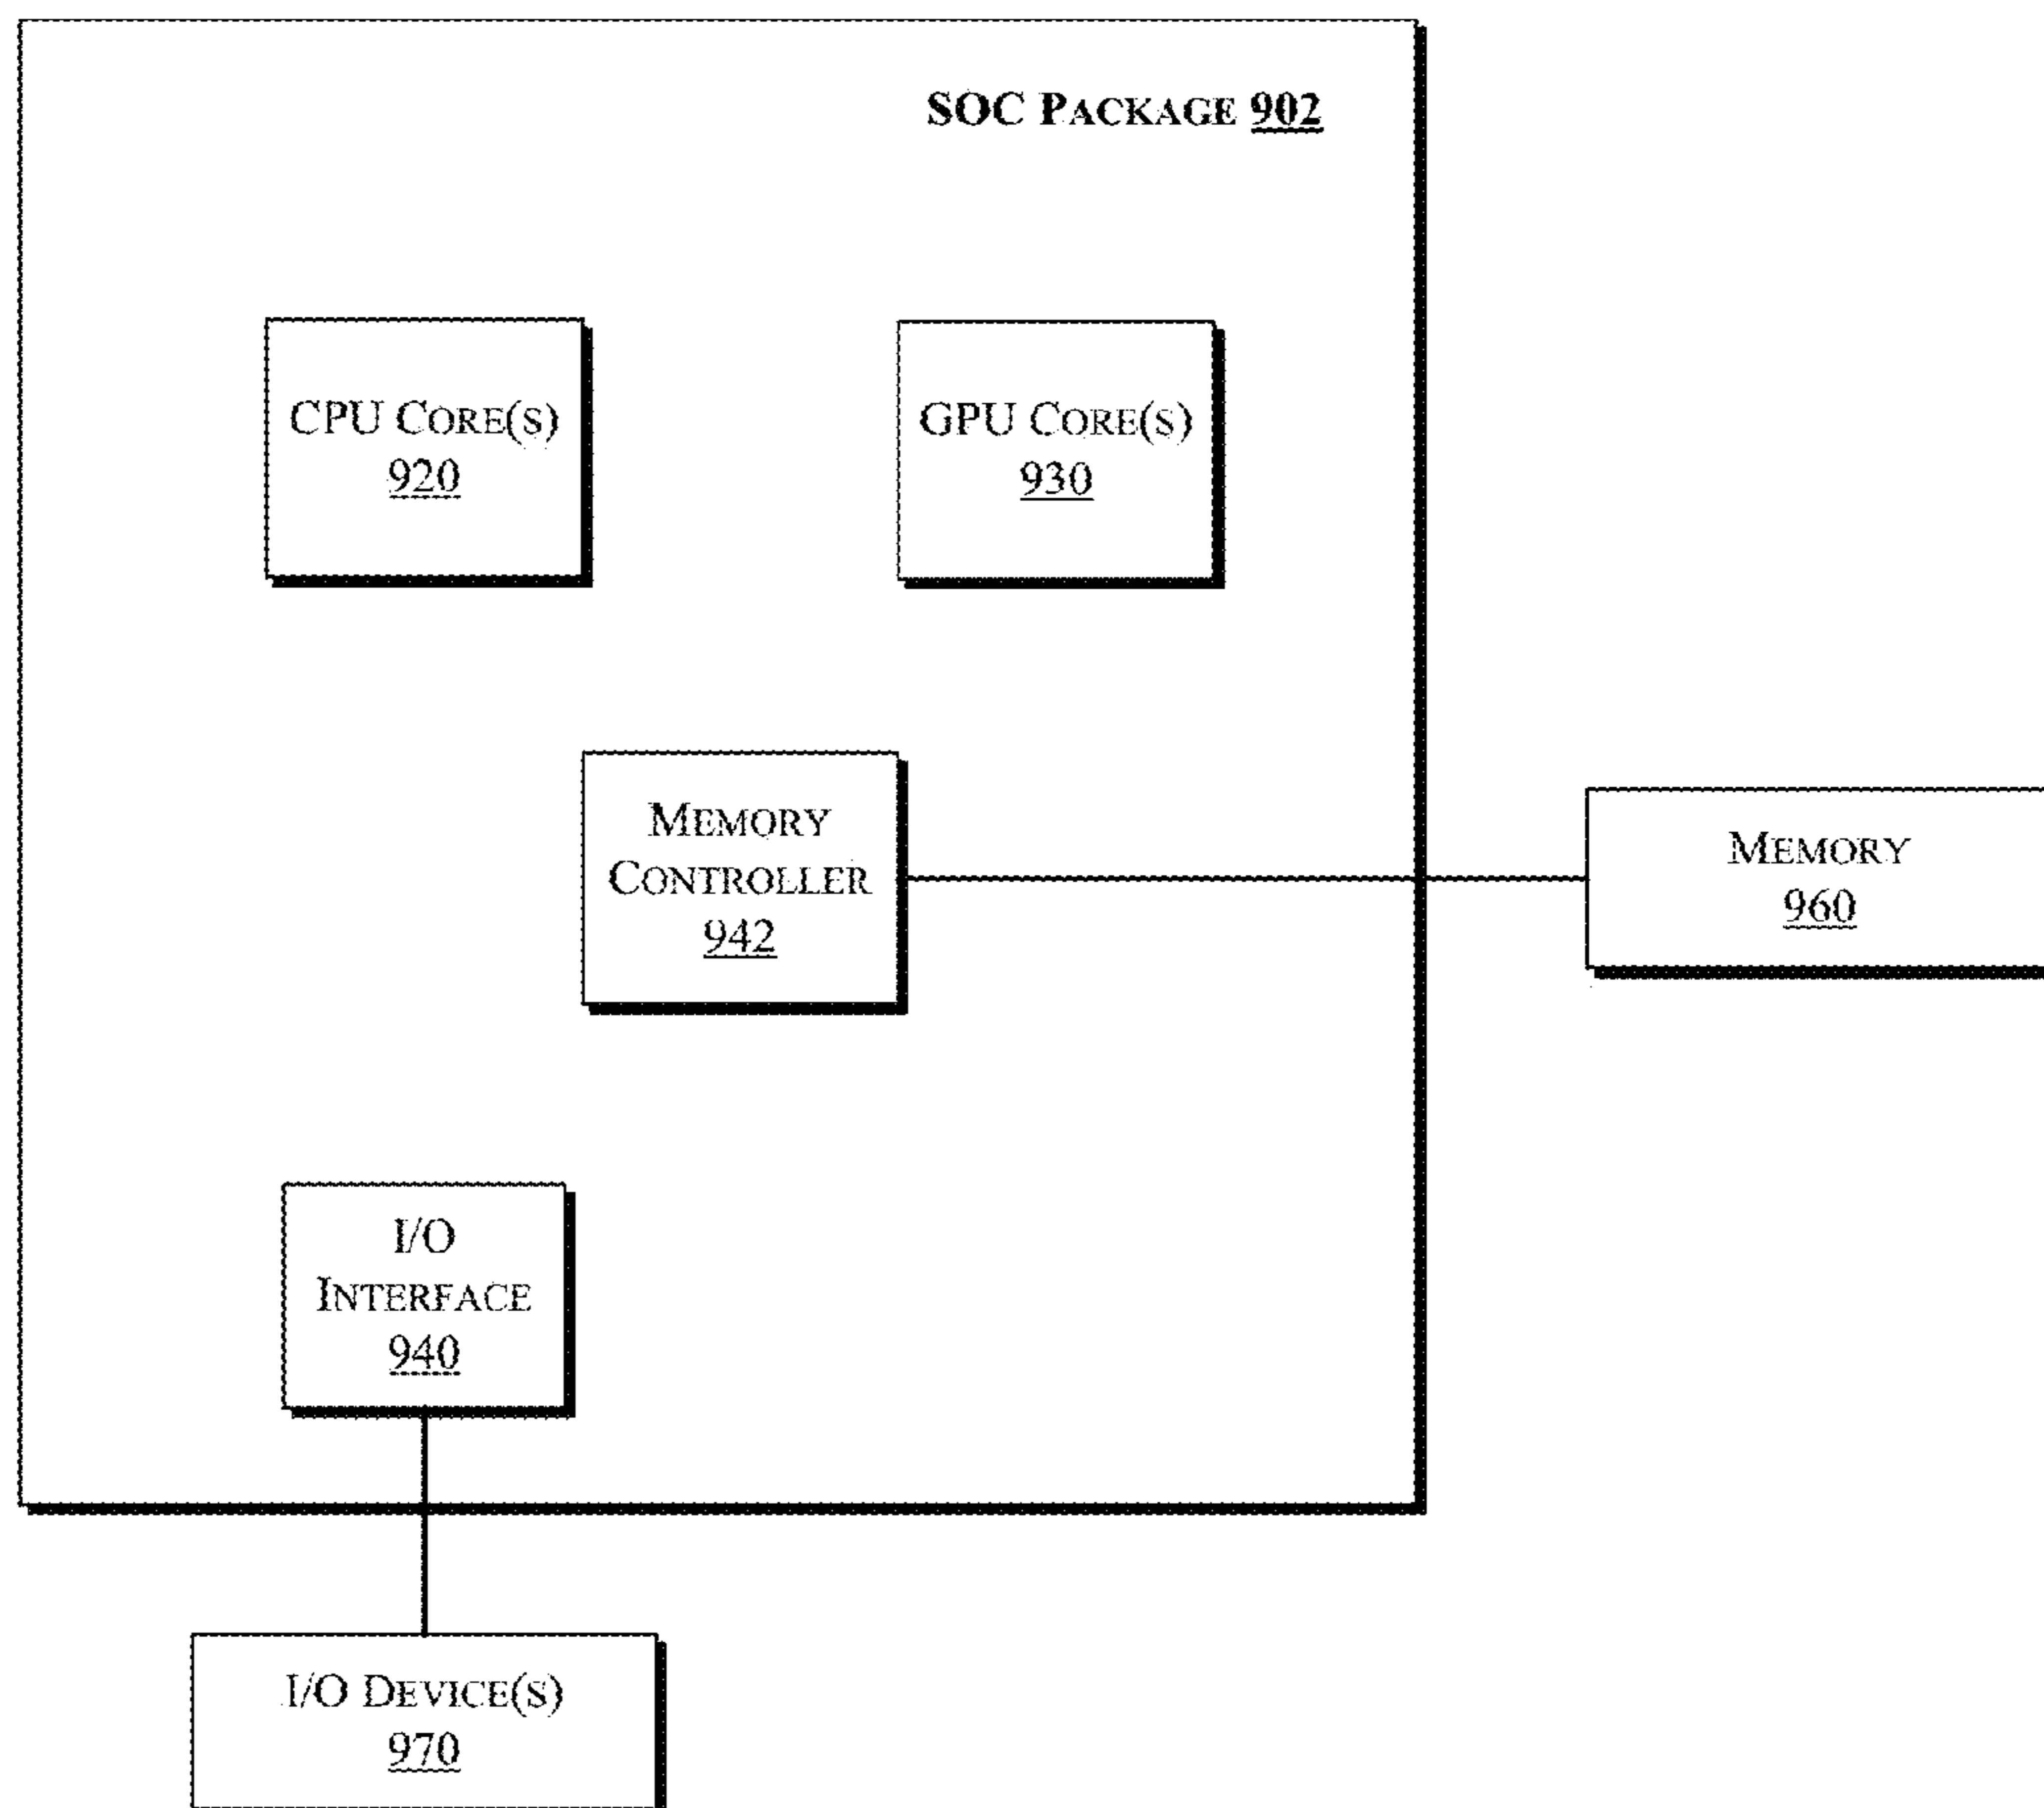 SOC PACKAGE 902
CPU CORE(S)
920
GPU CORE(S)
930
MEMORY
CONTROLLER
942
MEMORY
960
I/O
INTERFACE
940
I/O DEVICE(S)
970